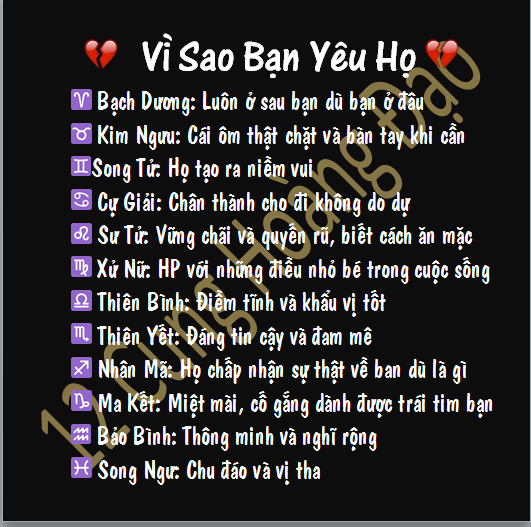 💔 Vì Sao Bạn Yêu Họ 💔
♈ Bạch Dương: Luôn ở sau bạn dù bạn ở đâu
♉ Kim Ngưu: Cái ôm thật chặt và bàn tay khi cần
♊Song Tử: Họ tạo ra niềm vui
♋ Cự Giải: Chân thành cho đi không do dự
♌ Sư Tử: Vững chãi và quyến rũ, biết cách ăn mặc
♍ Xử Nữ: HP với những điều nhỏ bé trong cuộc sống
♎ Thiên Bình: Điềm tĩnh và khẩu vị tốt
♏ Thiên Yết: Đáng tin cậy và đam mê
♐ Nhân Mã: Họ chấp nhận sự thật về ban dù là gì
♑ Ma Kết: Miệt mài, cố gắng dành được trái tim bạn
♒ Bảo Bình: Thông minh và nghĩ rộng
♓ Song Ngư: Chu đáo và vị tha
12 Cung Hoàng Đạo